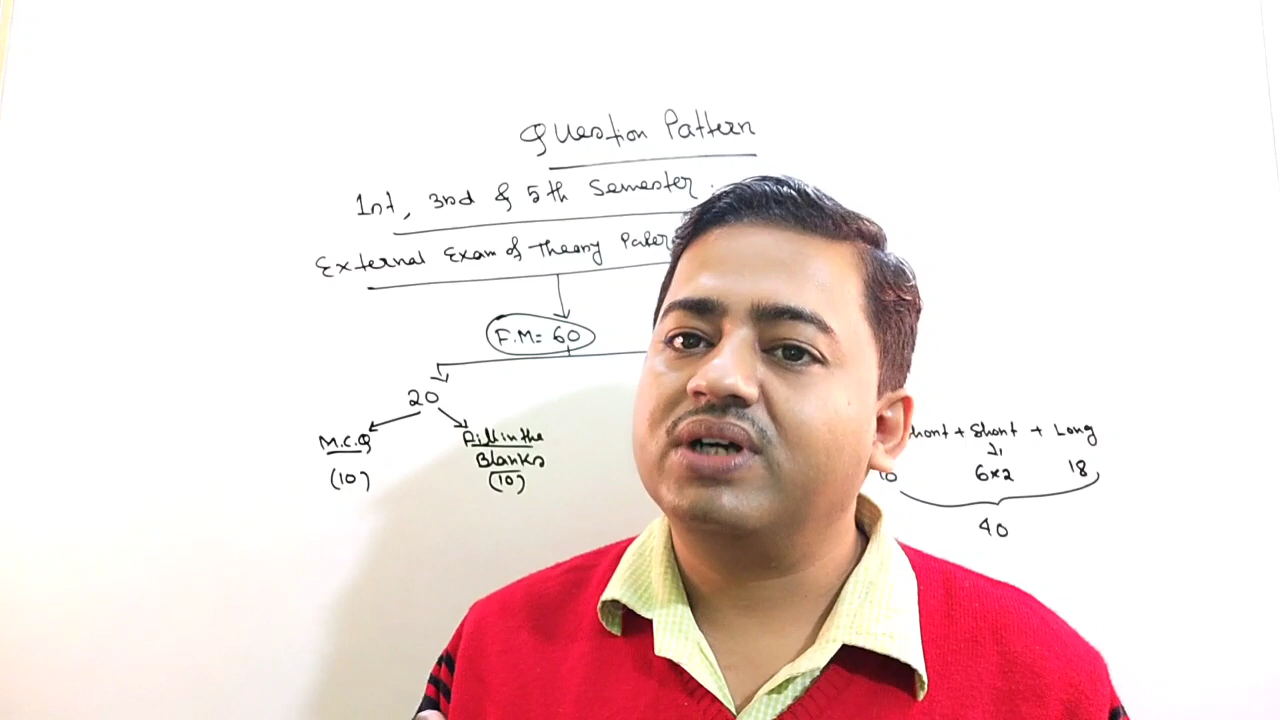 Question Pattern
1st, 3rd & 5th Semester.
External Exam of Theory Paper
F.M = 60
20
M.C.Q
(10)
Fill in the
Blanks
(10)
Short + Short + Long
6×2 18
40